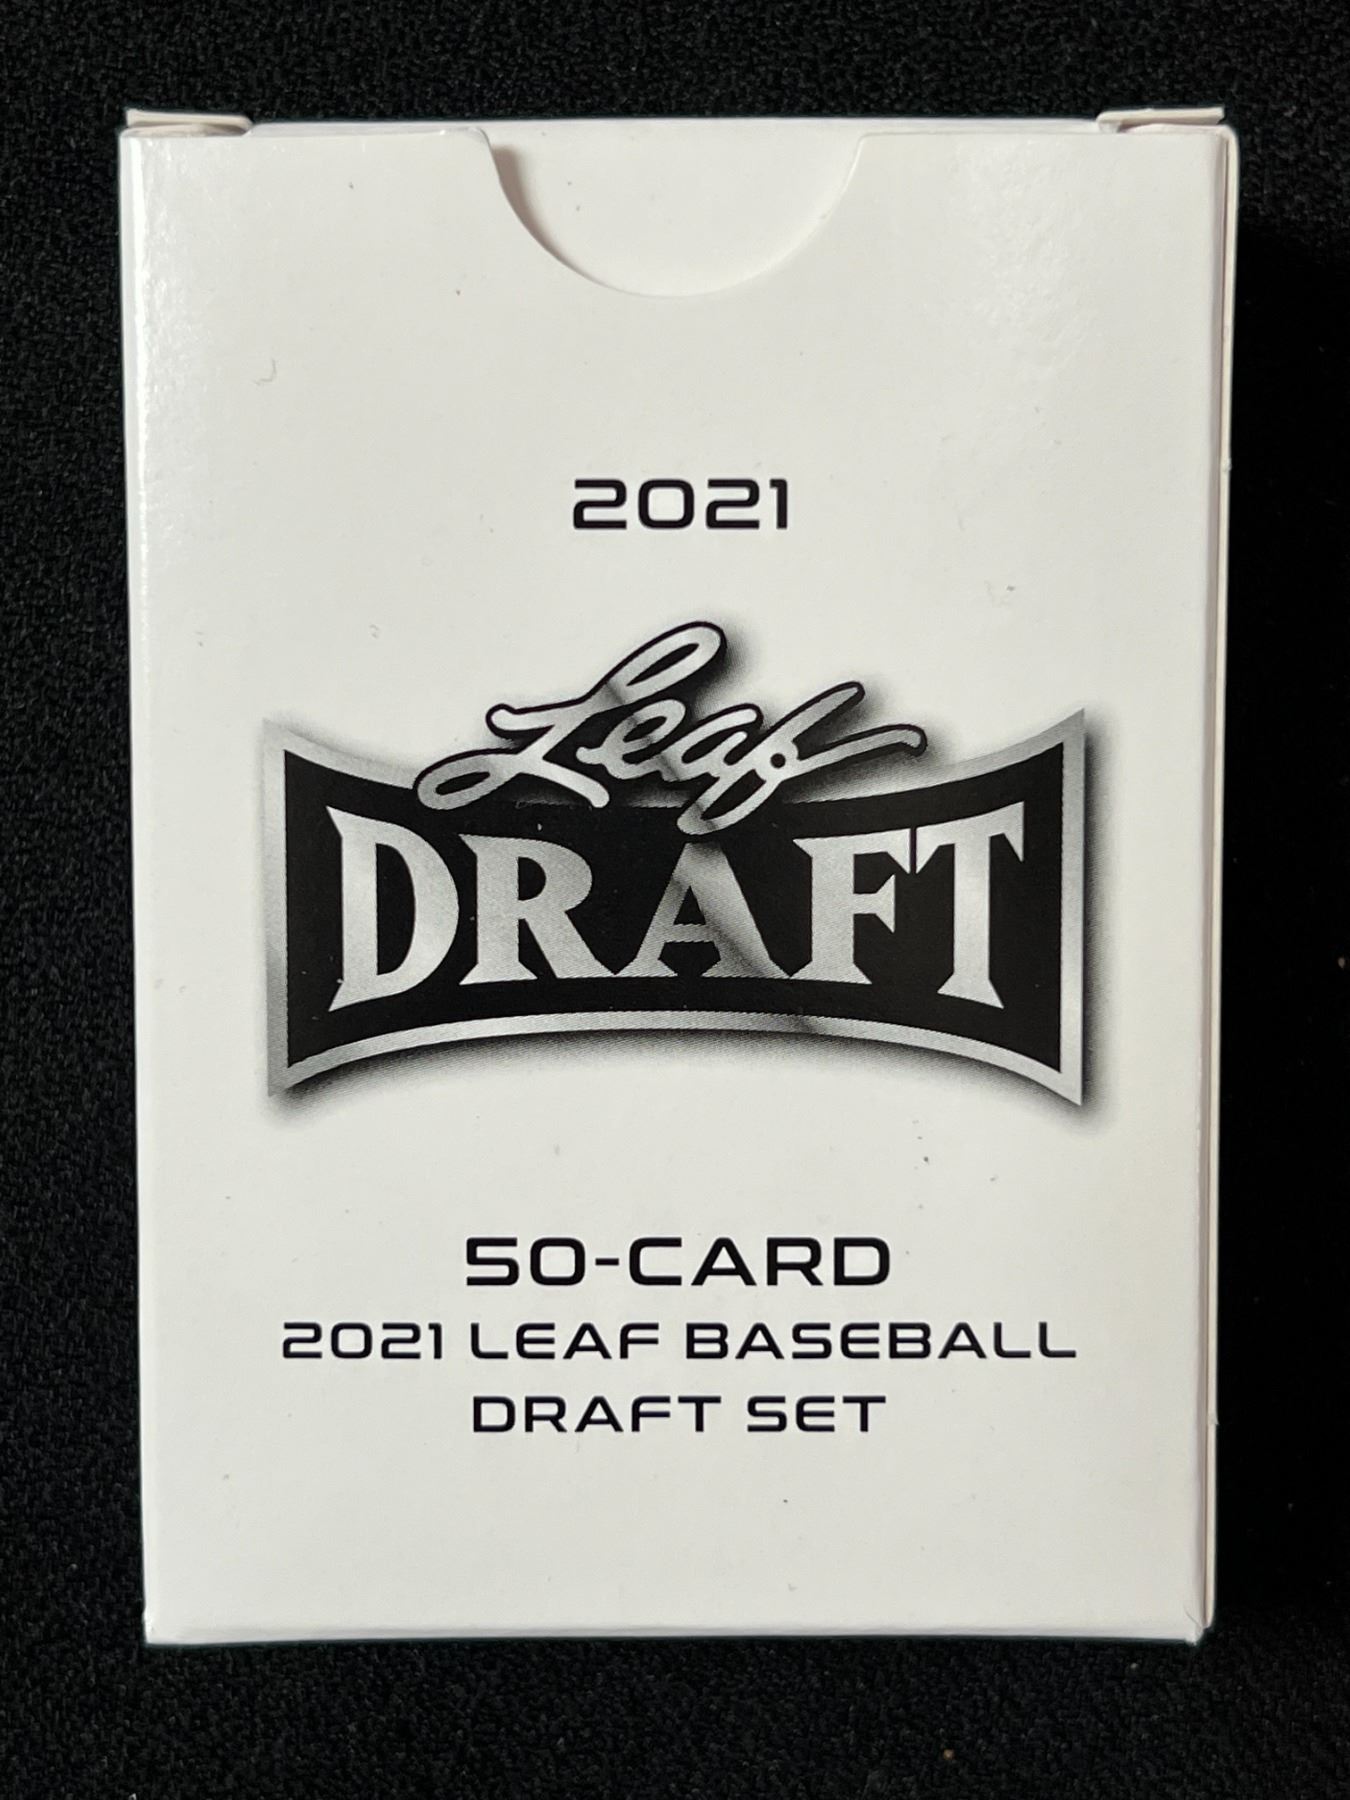 2021
Leaf
DRAFT
50-CARD
2021 LEAF BASEBALL
DRAFT SET